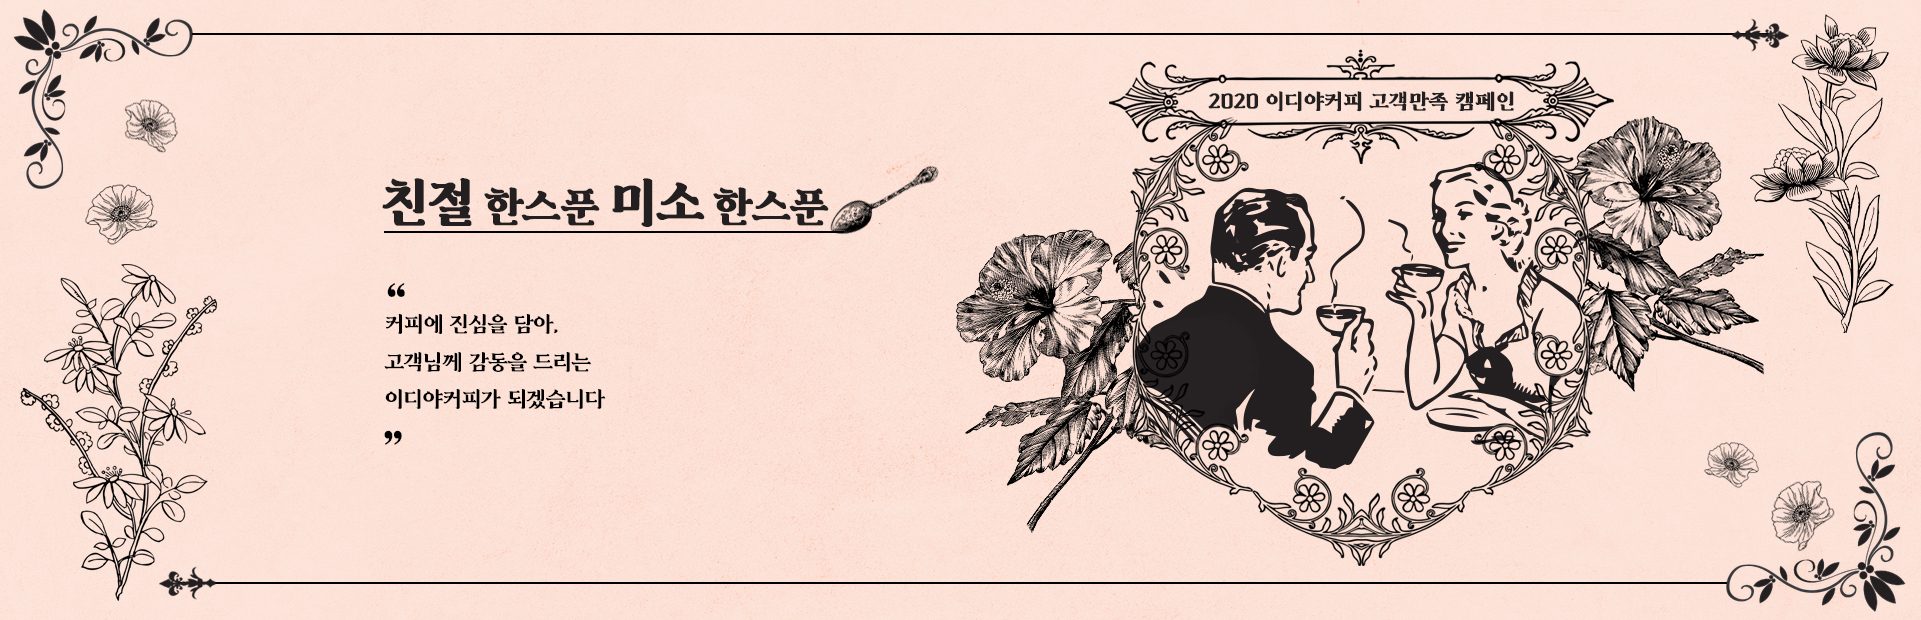 2020 이디야커피 고객만족 캠페인
친절 한스푼 미소 한스푼
❝
커피에 진심을 담아,
고객님께 감동을 드리는
이디야커피가 되겠습니다
❞